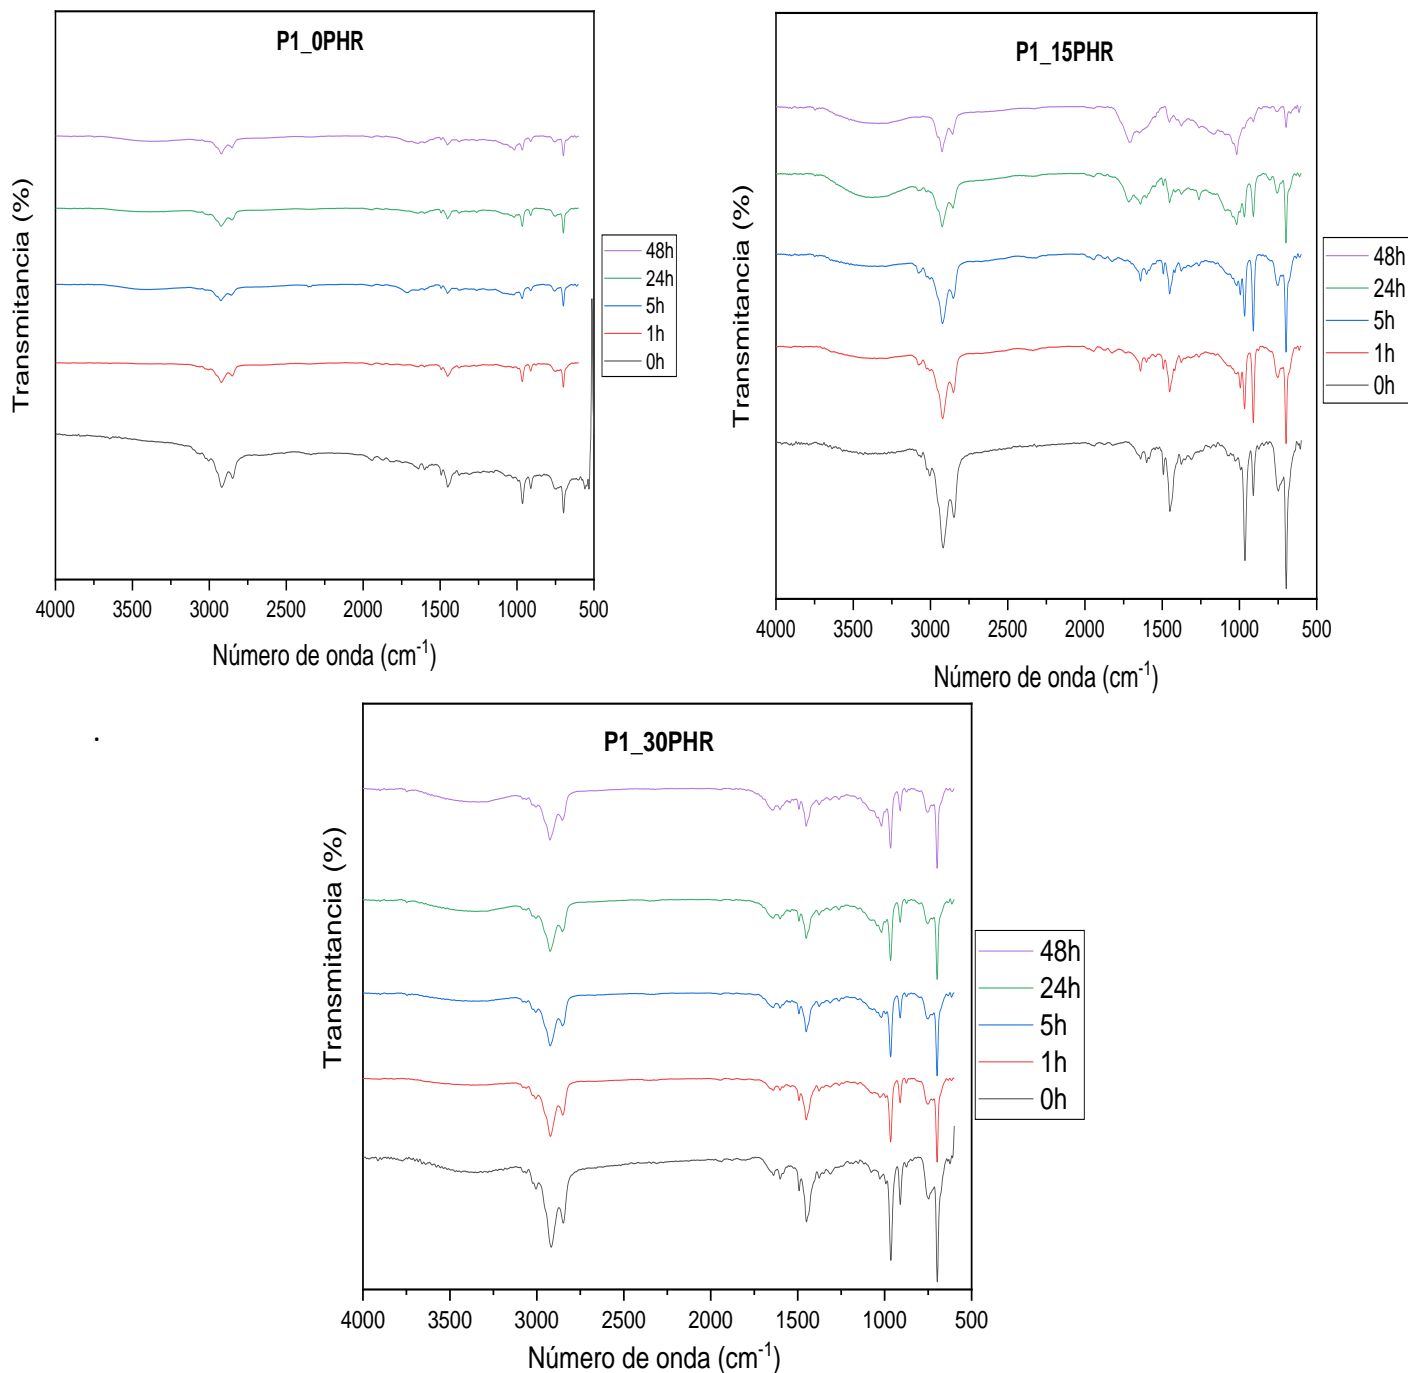 P1_0PHR
Transmitancia (%)
48h
24h
5h
1h
0h
4000 3500 3000 2500 2000 1500 1000 500
Número de onda (cm-1)
P1_15PHR
Transmitancia (%)
48h
24h
5h
1h
0h
4000 3500 3000 2500 2000 1500 1000 500
Número de onda (cm-1)
.
P1_30PHR
Transmitancia (%)
48h
24h
5h
1h
0h
4000 3500 3000 2500 2000 1500 1000 500
Número de onda (cm-1)